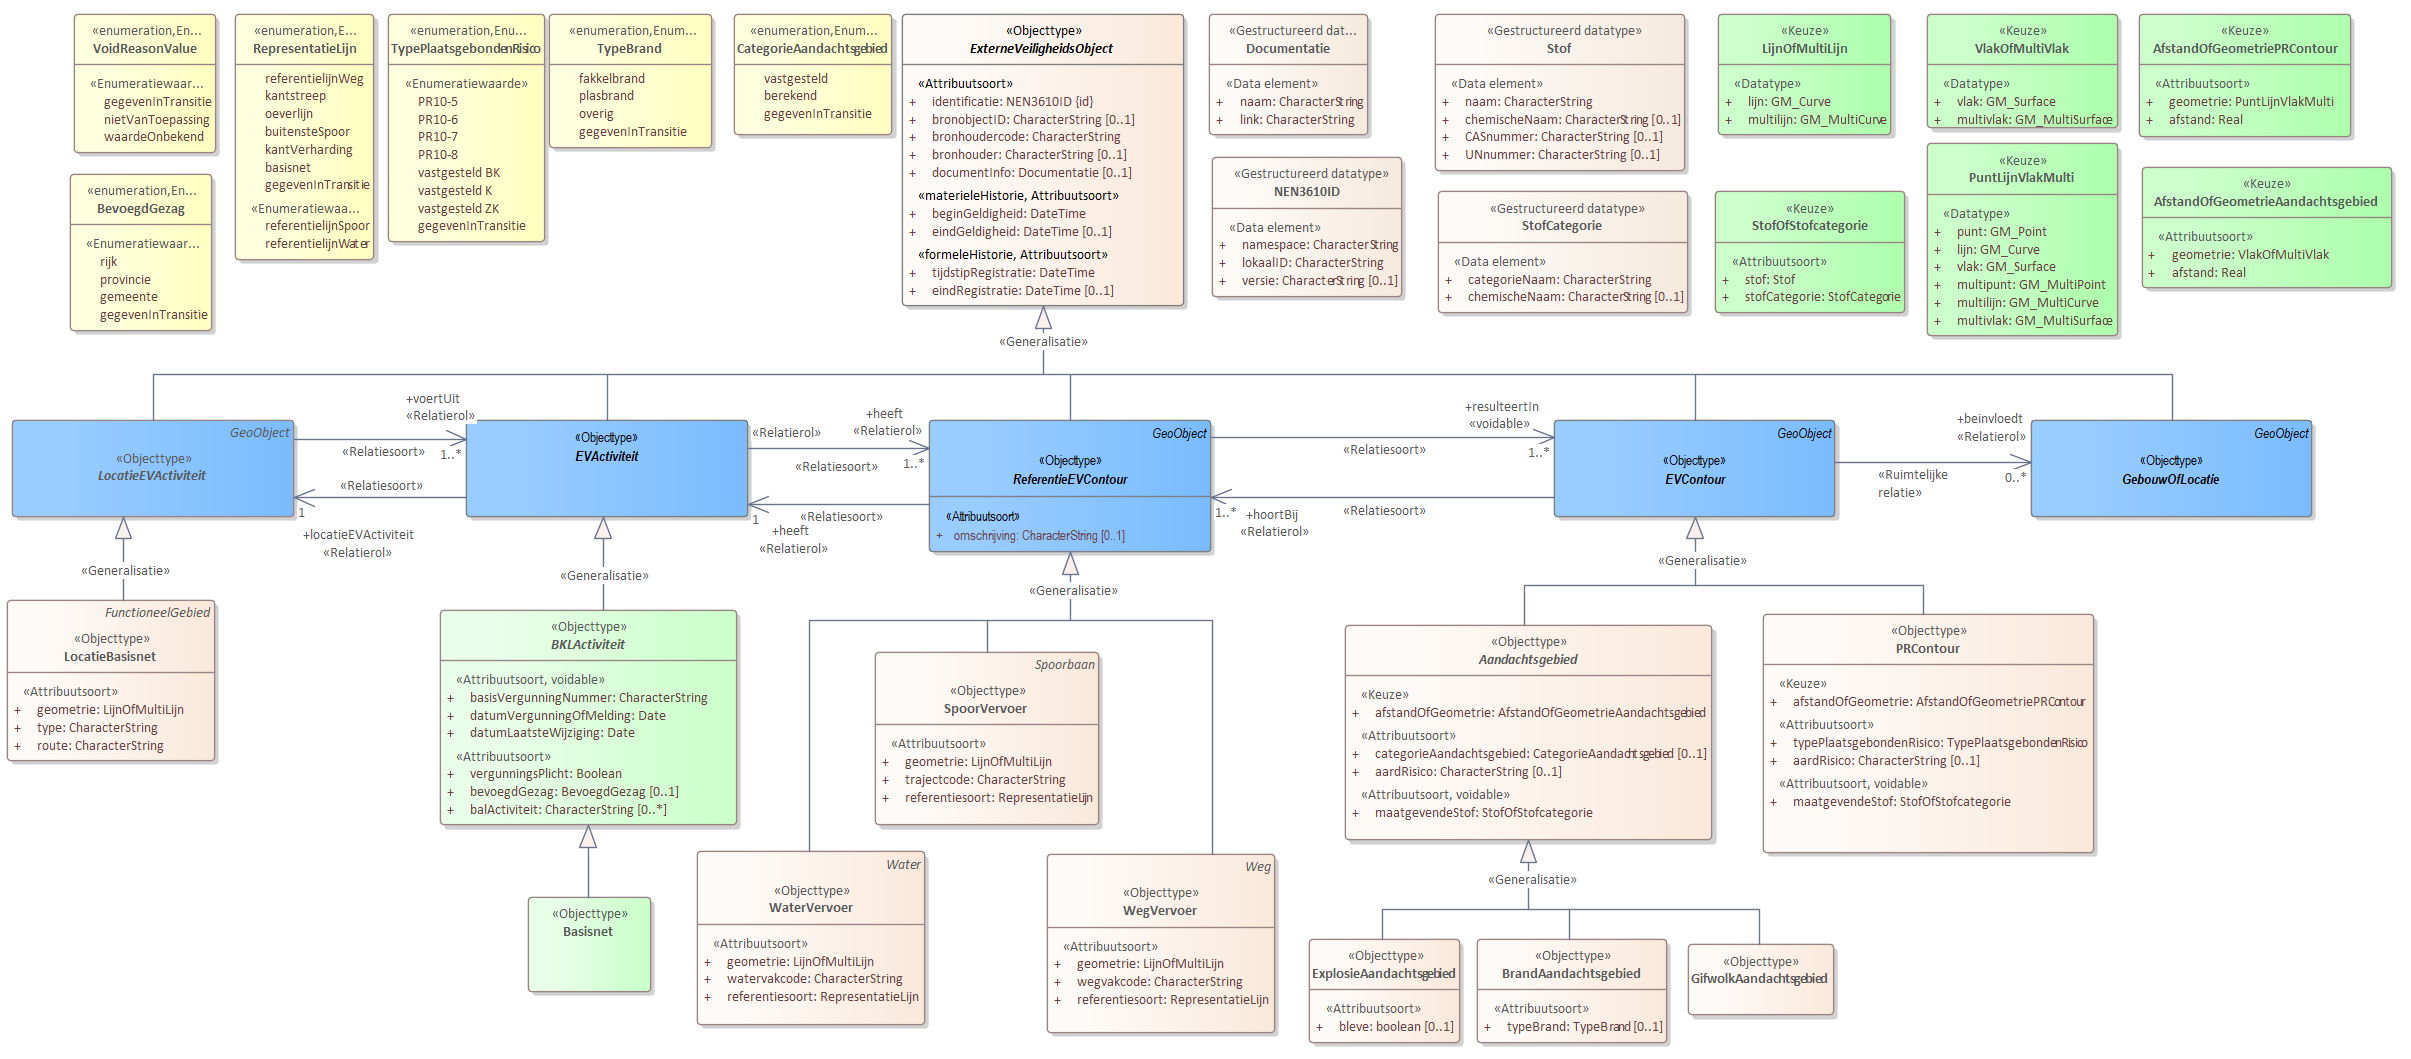 «enumeration,En...
VoidReasonValue
«Enumeratiewaar...
gegevenInTransitie
nietVanToepassing
waardeOnbekend
«enumeration,En...
BevoegdGezag
«Enumeratiewaar...
rijk
provincie
gemeente
gegevenInTransitie
«enumeration,E...
RepresentatieLijn
referentielijnWeg
kantstreep
oeverlijn
buitensteSpoor
kantVerharding
basisnet
gegevenInTransitie
«Enumeratiewaa...
referentielijnSpoor
referentielijnWater
«enumeration,Enu...
TypePlaatsgebondenRisico
«Enumeratiewaarde»
PR10-5
PR10-6
PR10-7
PR10-8
vastgesteld BK
vastgesteld K
vastgesteld ZK
gegevenInTransitie
«enumeration,Enum...
TypeBrand
fakkelbrand
plasbrand
overig
gegevenInTransitie
«enumeration,Enum...
CategorieAandachtsgebied
vastgesteld
berekend
gegevenInTransitie
«Objecttype»
ExterneVeiligheidsObject
«Attribuutsoort»
+ identificatie: NEN3610ID {id}
+ bronobjectID: CharacterString [0..1]
+ bronhoudercode: CharacterString
+ bronhouder: CharacterString [0..1]
+ documentInfo: Documentatie [0..1]
«materieleHistorie, Attribuutsoort»
+ beginGeldigheid: DateTime
+ eindGeldigheid: DateTime [0..1]
«formeleHistorie, Attribuutsoort»
+ tijdstipRegistratie: DateTime
+ eindRegistratie: DateTime [0..1]
«Gestructureerd dat...
Documentatie
«Data element»
+ naam: CharacterString
+ link: CharacterString
«Gestructureerd datatype»
NEN3610ID
«Data element»
+ namespace: CharacterString
+ lokaalID: CharacterString
+ versie: CharacterString [0..1]
«Gestructureerd datatype»
Stof
«Data element»
+ naam: CharacterString
+ chemischeNaam: CharacterString [0..1]
+ CASnummer: CharacterString [0..1]
+ UNnummer: CharacterString [0..1]
«Gestructureerd datatype»
StofCategorie
«Data element»
+ categorieNaam: CharacterString
+ chemischeNaam: CharacterString [0..1]
«Keuze»
LijnOfMultiLijn
«Datatype»
+ lijn: GM_Curve
+ multilijn: GM_MultiCurve
«Keuze»
StofOfStofcategorie
«Attribuutsoort»
+ stof: Stof
+ stofCategorie: StofCategorie
«Keuze»
VlakOfMultiVlak
«Datatype»
+ vlak: GM_Surface
+ multivlak: GM_MultiSurface
«Keuze»
PuntLijnVlakMulti
«Datatype»
+ punt: GM_Point
+ lijn: GM_Curve
+ vlak: GM_Surface
+ multipunt: GM_MultiPoint
+ multilijn: GM_MultiCurve
+ multivlak: GM_MultiSurface
«Keuze»
AfstandOfGeometriePRContour
«Attribuutsoort»
+ geometrie: PuntLijnVlakMulti
+ afstand: Real
«Keuze»
AfstandOfGeometrieAandachtsgebied
«Attribuutsoort»
+ geometrie: VlakOfMultiVlak
+ afstand: Real
«Generalisatie»
GeoObject
«Objecttype»
LocatieEVActiviteit
+voertUit
«Relatierol»
«Relatiesoort»
1..*
«Relatiesoort»
1
+locatieEVActiviteit
«Relatierol»
«Objecttype»
EVActiviteit
«Relatierol»
+heeft
«Relatierol»
«Relatiesoort»
1..*
«Relatiesoort»
1
+heeft
«Relatierol»
GeoObject
«Objecttype»
ReferentieEVContour
«Attribuutsoort»
+ omschrijving: CharacterString [0..1]
+resulteertIn
«voidable»
«Relatiesoort»
1..*
1..*
+hoortBij
«Relatierol»
«Relatiesoort»
GeoObject
«Objecttype»
EVContour
+beinvloedt
«Relatierol»
«Ruimtelijke
relatie»
0..*
GeoObject
«Objecttype»
GebouwOfLocatie
«Generalisatie»
FunctioneelGebied
«Objecttype»
LocatieBasisnet
«Attribuutsoort»
+ geometrie: LijnOfMultiLijn
+ type: CharacterString
+ route: CharacterString
«Generalisatie»
«Objecttype»
BKLActiviteit
«Attribuutsoort, voidable»
+ basisVergunningNummer: CharacterString
+ datumVergunningOfMelding: Date
+ datumLaatsteWijziging: Date
«Attribuutsoort»
+ vergunningsPlicht: Boolean
+ bevoegdGezag: BevoegdGezag [0..1]
+ balActiviteit: CharacterString [0..*]
«Objecttype»
Basisnet
«Generalisatie»
Spoorbaan
«Objecttype»
SpoorVervoer
«Attribuutsoort»
+ geometrie: LijnOfMultiLijn
+ trajectcode: CharacterString
+ referentiesoort: RepresentatieLijn
Water
«Objecttype»
WaterVervoer
«Attribuutsoort»
+ geometrie: LijnOfMultiLijn
+ watervakcode: CharacterString
+ referentiesoort: RepresentatieLijn
Weg
«Objecttype»
WegVervoer
«Attribuutsoort»
+ geometrie: LijnOfMultiLijn
+ wegvakcode: CharacterString
+ referentiesoort: RepresentatieLijn
«Generalisatie»
«Objecttype»
Aandachtsgebied
«Keuze»
+ afstandOfGeometrie: AfstandOfGeometrieAandachtsgebied
«Attribuutsoort»
+ categorieAandachtsgebied: CategorieAandachtsgebied [0..1]
+ aardRisico: CharacterString [0..1]
«Attribuutsoort, voidable»
+ maatgevendeStof: StofOfStofcategorie
«Objecttype»
PRContour
«Keuze»
+ afstandOfGeometrie: AfstandOfGeometriePRContour
«Attribuutsoort»
+ typePlaatsgebondenRisico: TypePlaatsgebondenRisico
+ aardRisico: CharacterString [0..1]
«Attribuutsoort, voidable»
+ maatgevendeStof: StofOfStofcategorie
«Generalisatie»
«Objecttype»
ExplosieAandachtsgebied
«Attribuutsoort»
+ bleve: boolean [0..1]
«Objecttype»
BrandAandachtsgebied
«Attribuutsoort»
+ typeBrand: TypeBrand [0..1]
«Objecttype»
GifwolkAandachtsgebied